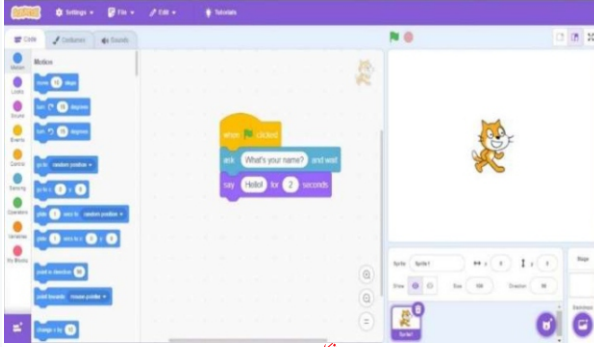 SCRATCH Settings File Edit Tutorials
Code Costumes Sounds
Motion
Motion
move 10 steps
Looks
turn 15 degrees
Sound
turn 15 degrees
Events
when clicked
Control
go to random position
ask What's your name? and wait
Sensing
go to x: 0 y: 0
say Hello! for 2 seconds
Operators
glide 1 secs to random position
Variables
glide 1 secs to x: 0 y: 0
My Blocks
point in direction 90
point towards mouse-pointer
change x by 10
Sprite Sprite1 x 0 y 0
Show Size 100 Direction 90
Stage
Sprite1